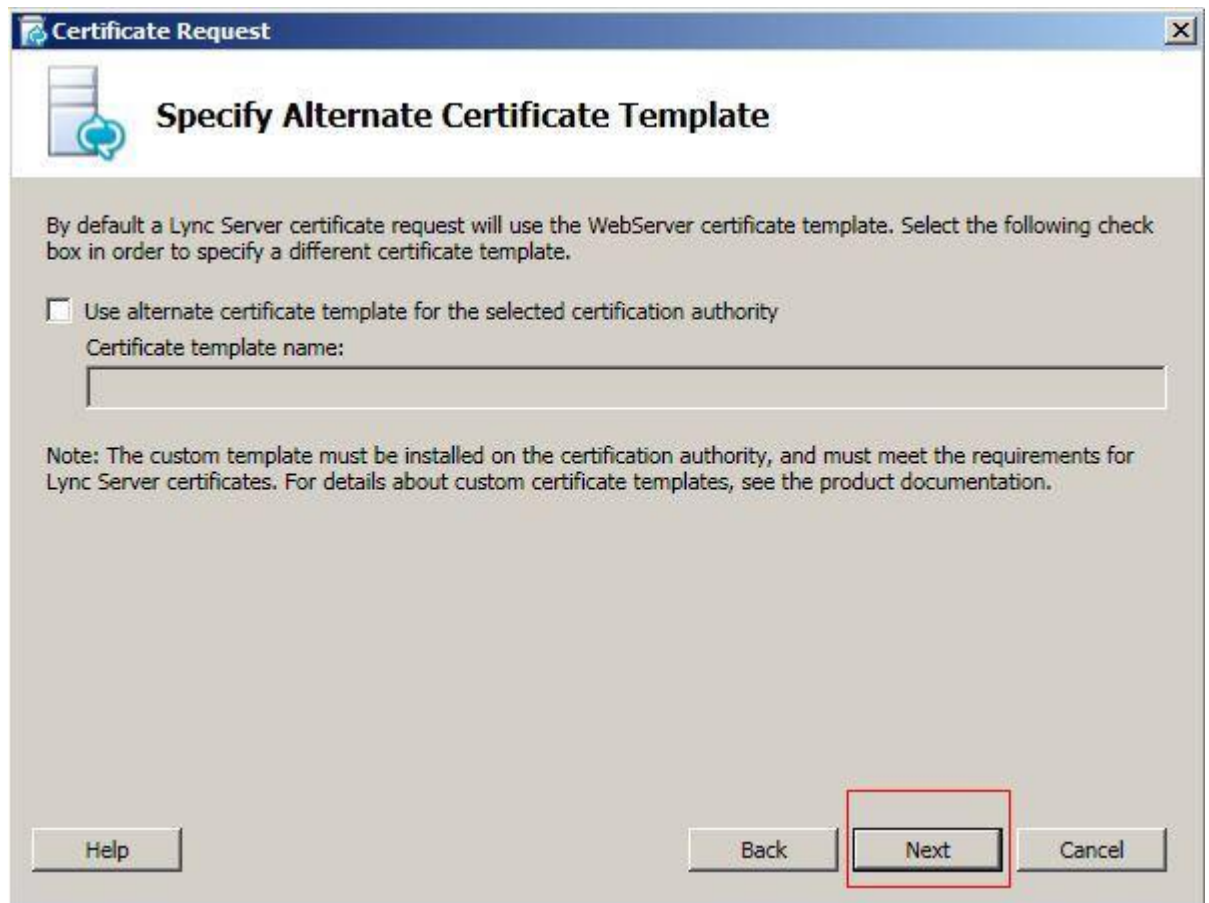 Certificate Request
Specify Alternate Certificate Template
By default a Lync Server certificate request will use the WebServer certificate template. Select the following check
box in order to specify a different certificate template.
Use alternate certificate template for the selected certification authority
Certificate template name:
Note: The custom template must be installed on the certification authority, and must meet the requirements for
Lync Server certificates. For details about custom certificate templates, see the product documentation.
Help
Back
Next
Cancel